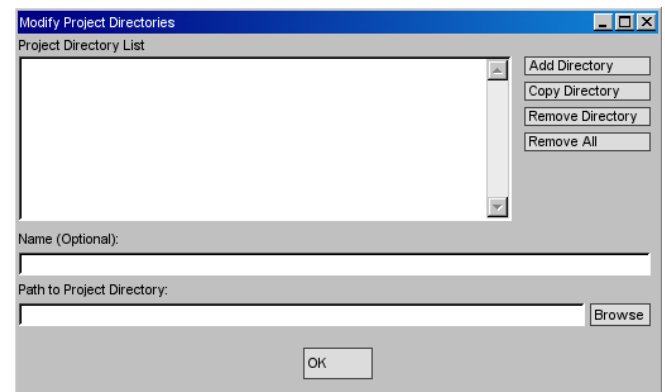 Modify Project Directories
Project Directory List
Add Directory
Copy Directory
Remove Directory
Remove All
Name (Optional):
Path to Project Directory:
Browse
OK